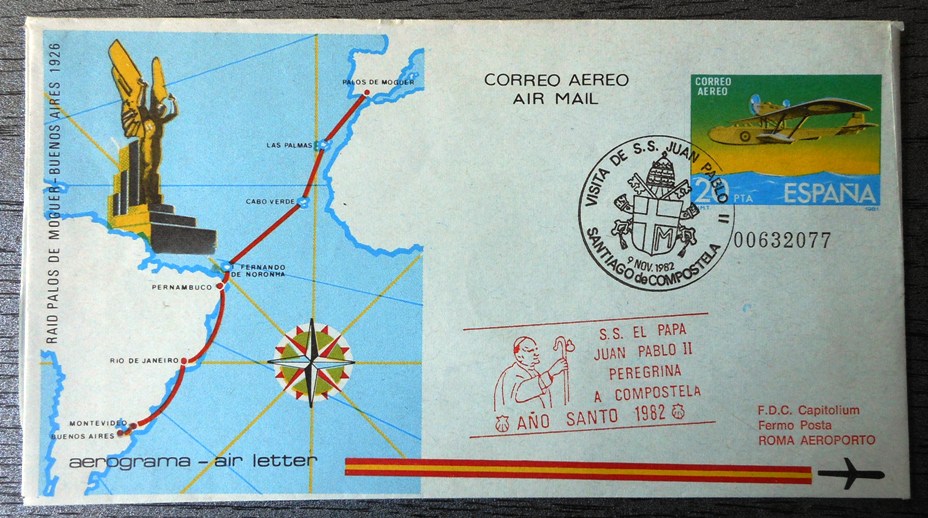 RAID PALOS DE MOGUER-BUENOS AIRES 1926
PALOS DE MOGUER
LAS PALMAS
CABO VERDE
FERNANDO
DE NORONHA
PERNAMBUCO
RIO DE JANEIRO
MONTEVIDEO
BUENOS AIRES
aerograma - air letter
CORREO AEREO
AIR MAIL
CORREO
AEREO
PTA
ESPAÑA
VISITA DE S.S. JUAN PABLO II
9 NOV. 1982
SANTIAGO de COMPOSTELA
00632077
S.S. EL PAPA
JUAN PABLO II
PEREGRINA
A COMPOSTELA
AÑO SANTO 1982
F.D.C. Capitolium
Fermo Posta
ROMA AEROPORTO